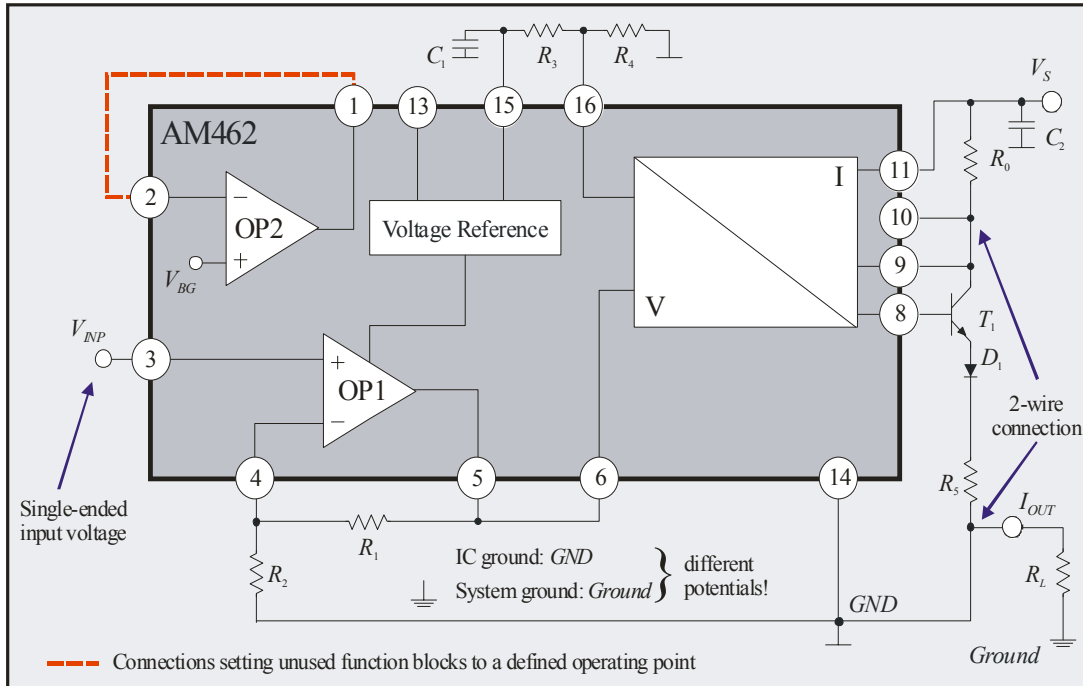 C1
R3
R4
VS
1
13
15
16
AM462
C2
R0
11
I
2
−
OP2
+
10
Voltage Reference
VBG
9
V
8
T1
VINP
3
+
OP1
−
D1
2-wire
connection
4
5
6
14
R5
IOUT
Single-ended
input voltage
R1
R2
IC ground: GND
System ground: Ground
}
different
potentials!
RL
GND
Ground
Connections setting unused function blocks to a defined operating point